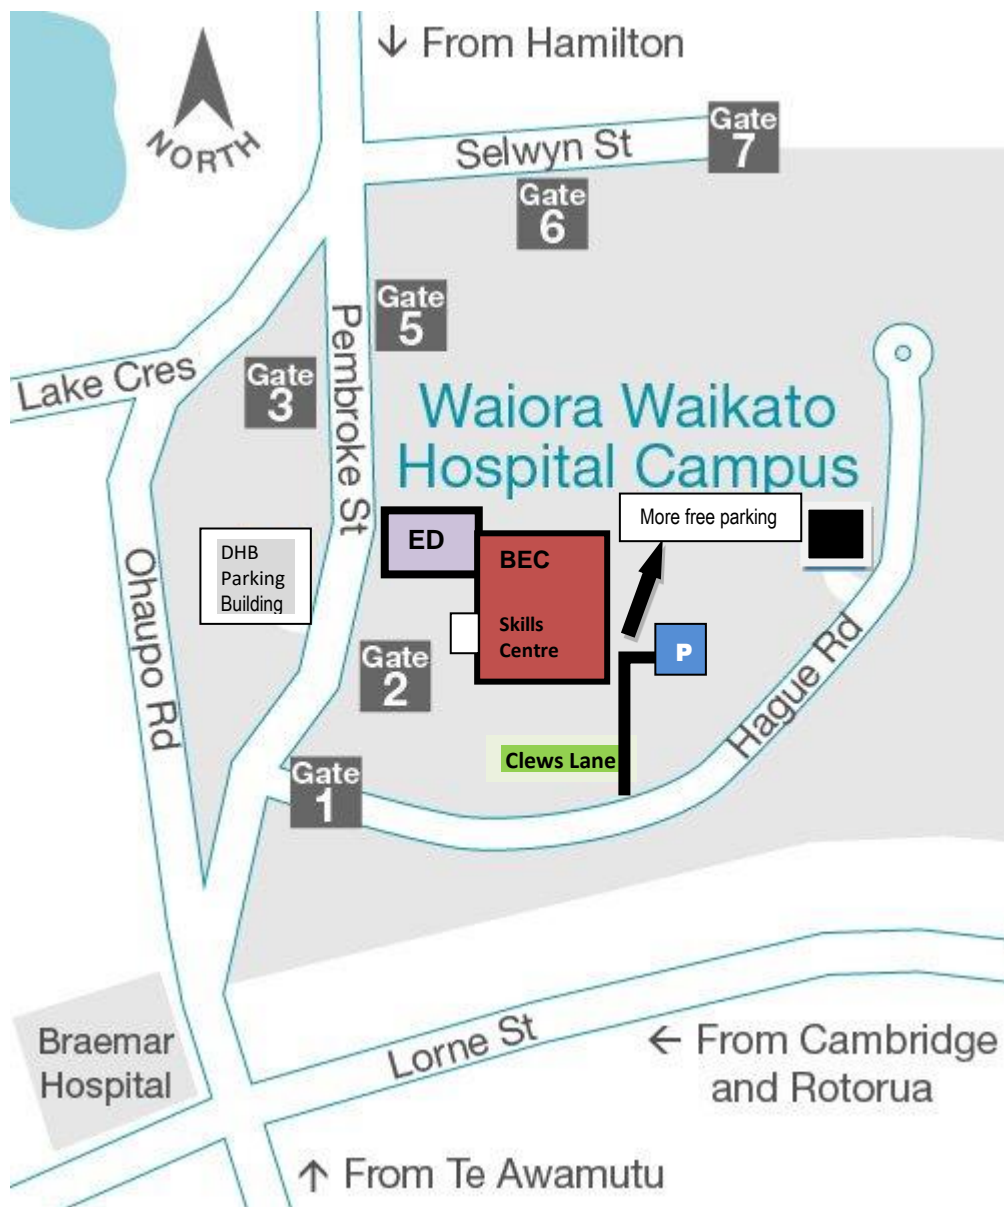 ↓ From Hamilton
NORTH
Selwyn St
Gate
7
Gate
6
Gate
5
Pembroke St
Lake Cres
Gate
3
Waiora Waikato
Hospital Campus
More free parking
ED
BEC
DHB
Parking
Building
Ohaupo Rd
Skills
Centre
P
Gate
2
Hague Rd
Clews Lane
Gate
1
Braemar
Hospital
Lorne St
← From Cambridge
and Rotorua
↑ From Te Awamutu